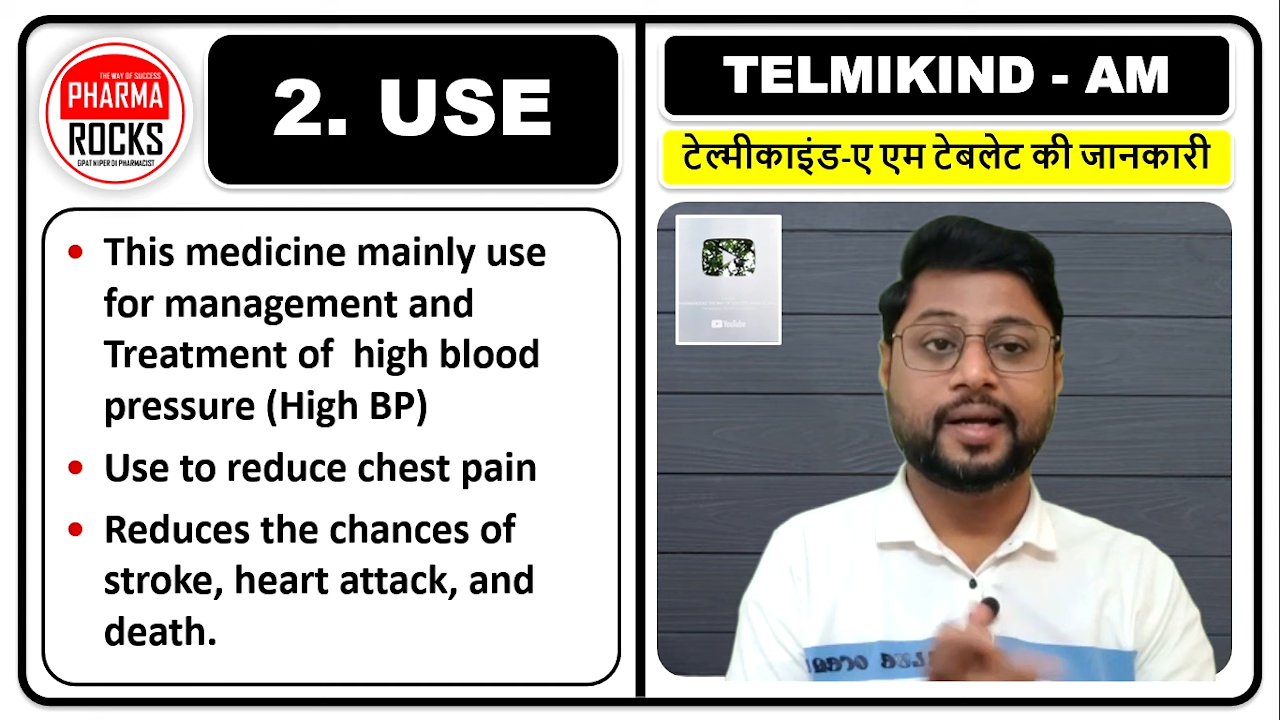 THE WAY OF SUCCESS
PHARMA
ROCKS
GPAT NIPER DI PHARMACIST
2. USE
This medicine mainly use
for management and
Treatment of high blood
pressure (High BP)
Use to reduce chest pain
Reduces the chances of
stroke, heart attack, and
death.
TELMIKIND - AM
टेल्मीकाइंड-ए एम टेबलेट की जानकारी
YouTube